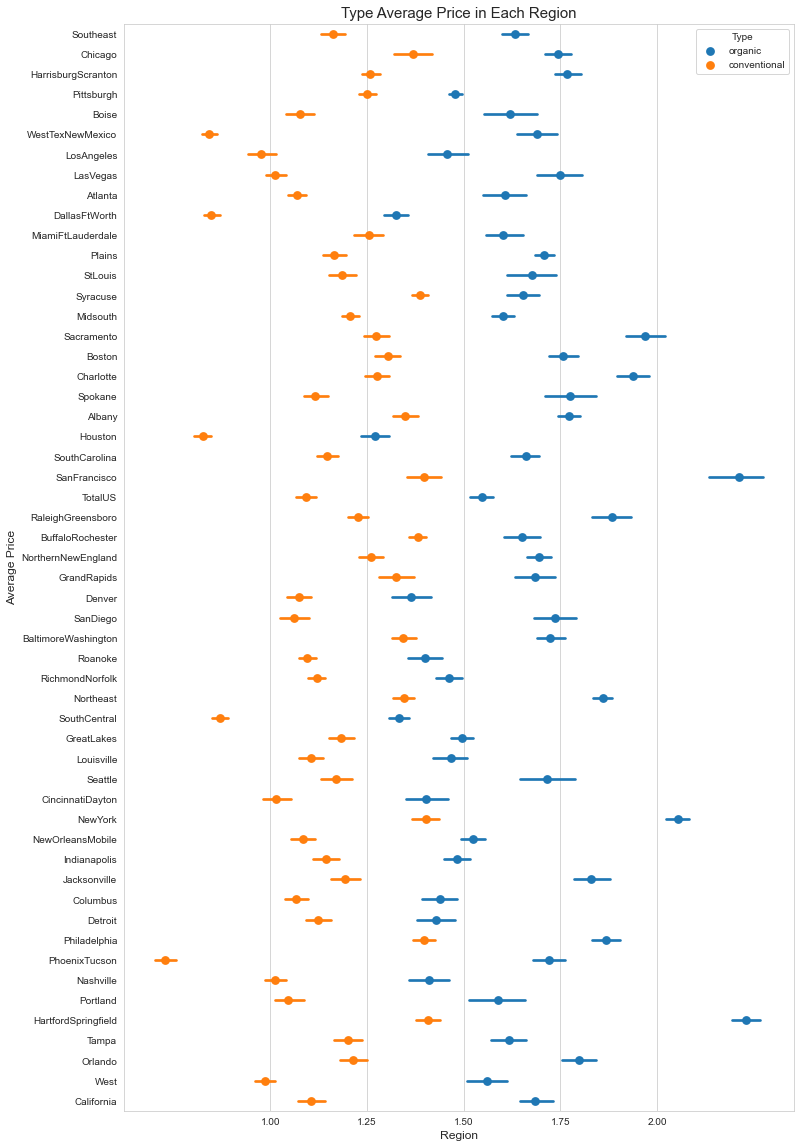 Type Average Price in Each Region
Type
organic
conventional
Average Price
Southeast
Chicago
HarrisburgScranton
Pittsburgh
Boise
WestTexNewMexico
LosAngeles
LasVegas
Atlanta
DallasFtWorth
MiamiFtLauderdale
Plains
StLouis
Syracuse
Midsouth
Sacramento
Boston
Charlotte
Spokane
Albany
Houston
SouthCarolina
SanFrancisco
TotalUS
RaleighGreensboro
BuffaloRochester
NorthernNewEngland
GrandRapids
Denver
SanDiego
BaltimoreWashington
Roanoke
RichmondNorfolk
Northeast
SouthCentral
GreatLakes
Louisville
Seattle
CincinnatiDayton
NewYork
NewOrleansMobile
Indianapolis
Jacksonville
Columbus
Detroit
Philadelphia
PhoenixTucson
Nashville
Portland
HartfordSpringfield
Tampa
Orlando
West
California
1.00 1.25 1.50 1.75 2.00
Region